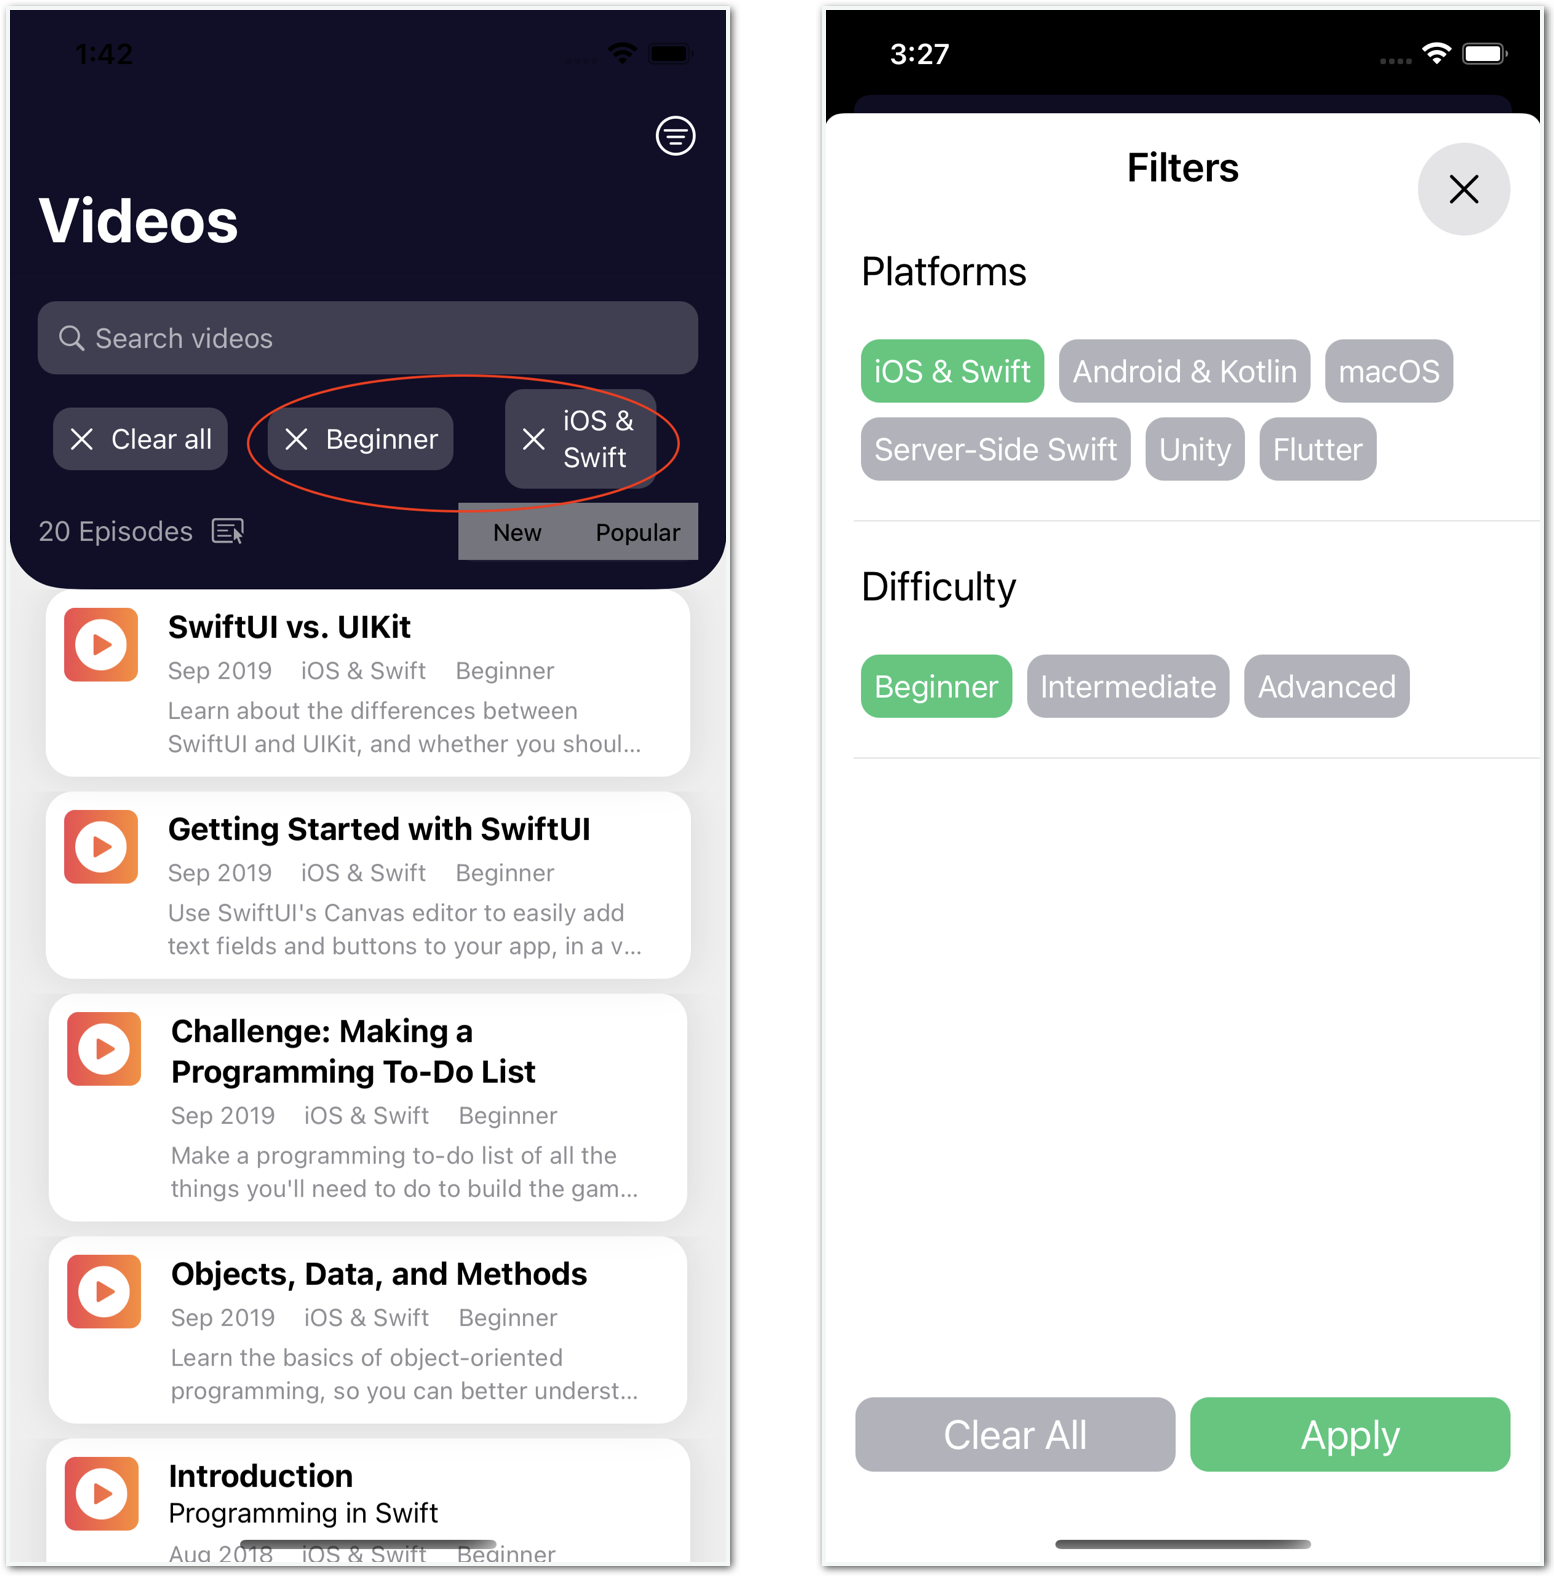 1:42
Videos
Search videos
Clear all
Beginner
iOS &
Swift
20 Episodes
New
Popular
SwiftUI vs. UIKit
Sep 2019 iOS & Swift Beginner
Learn about the differences between
SwiftUI and UIKit, and whether you shoul...
Getting Started with SwiftUI
Sep 2019 iOS & Swift Beginner
Use SwiftUI's Canvas editor to easily add
text fields and buttons to your app, in a v...
Challenge: Making a
Programming To-Do List
Sep 2019 iOS & Swift Beginner
Make a programming to-do list of all the
things you'll need to do to build the gam...
Objects, Data, and Methods
Sep 2019 iOS & Swift Beginner
Learn the basics of object-oriented
programming, so you can better underst...
Introduction
Programming in Swift
Aug 2018 iOS & Swift Beginner
3:27
Filters
Platforms
iOS & Swift Android & Kotlin macOS
Server-Side Swift Unity Flutter
Difficulty
Beginner Intermediate Advanced
Clear All Apply